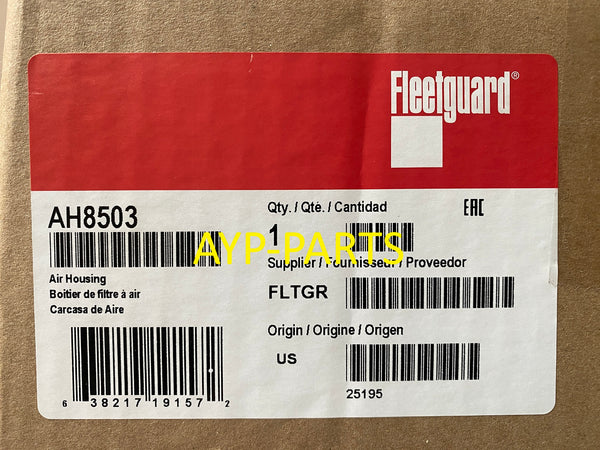 Fleetguard®
AH8503
Qty. / Qté. / Cantidad
EAC
1
AYP-PARTS
Supplier / Fournisseur / Proveedor
Air Housing
Boitier de filtre à air
Carcasa de Aire
FLTGR
Origin / Origine / Origen
US
25195
6 38217 19157 2